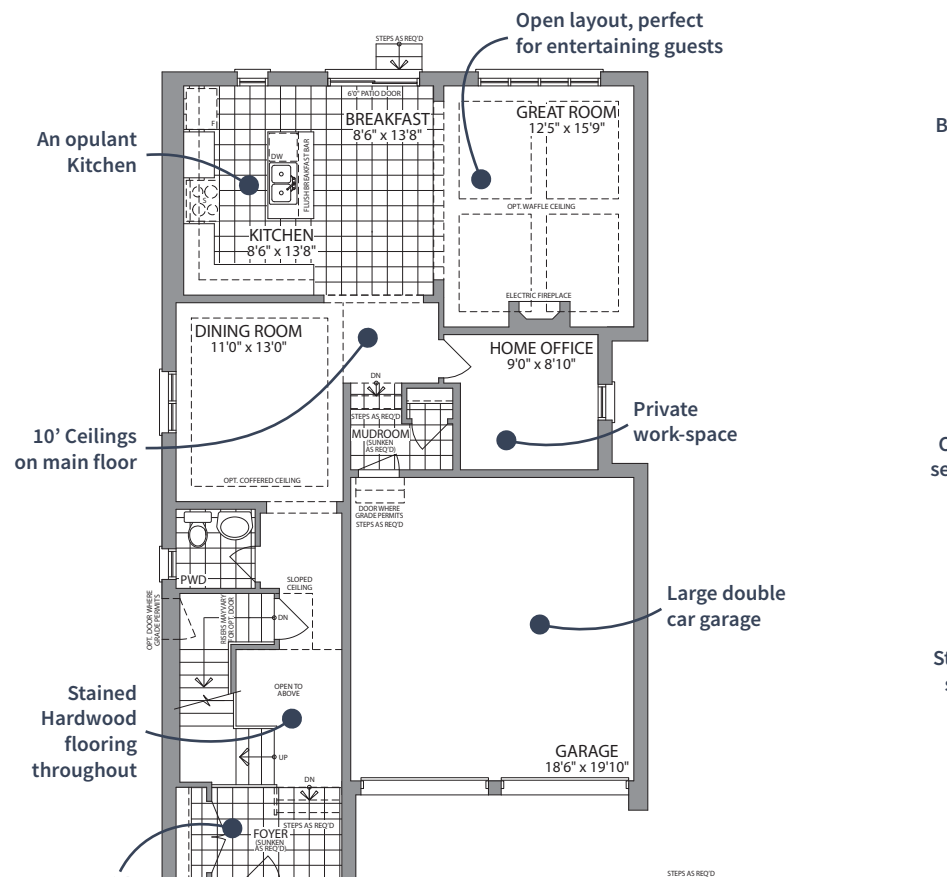 STEPS AS REQ'D
Open layout, perfect
for entertaining guests
6'0" PATIO DOOR
F
BREAKFAST
8'6" x 13'8"
GREAT ROOM
12'5" x 15'9"
An opulant
Kitchen
DW
FLUSH BREAKFAST BAR
S
OPT. WAFFLE CEILING
KITCHEN
8'6" x 13'8"
ELECTRIC FIREPLACE
DINING ROOM
11'0" x 13'0"
HOME OFFICE
9'0" x 8'10"
DN
STEPS AS REQ'D
MUDROOM
(SUNKEN
AS REQ'D)
Private
work-space
10’ Ceilings
on main floor
OPT. COFFERED CEILING
DOOR WHERE
GRADE PERMITS
STEPS AS REQ'D
PWD
SLOPED
CEILING
OPT. DOOR WHERE
GRADE PERMITS
RISERS MAY VARY
FOR OPT. DOOR
DN
Large double
car garage
OPEN TO
ABOVE
Stained
Hardwood
flooring
throughout
UP
GARAGE
18'6" x 19'10"
DN
STEPS AS REQ'D
FOYER
(SUNKEN
AS REQ'D)
STEPS AS REQ'D
B
se
St
s